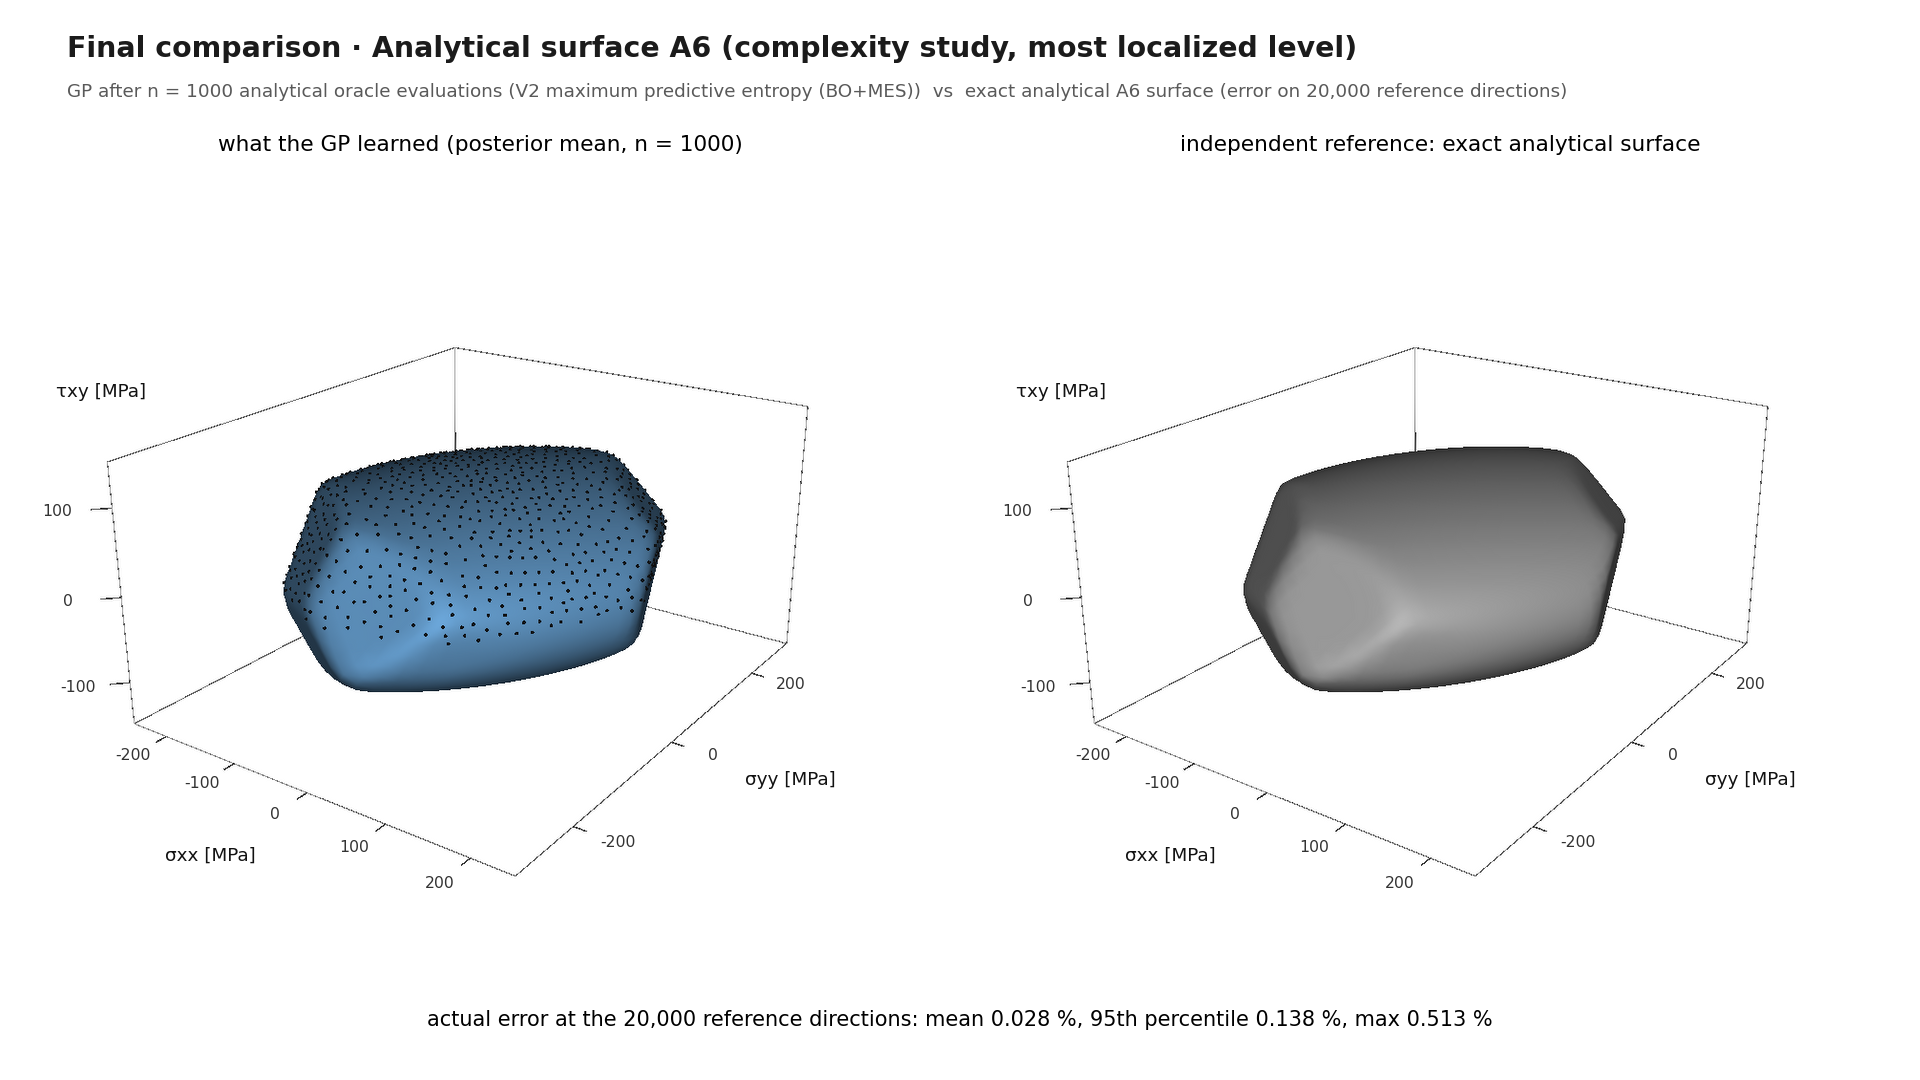 Final comparison · Analytical surface A6 (complexity study, most localized level)
GP after n = 1000 analytical oracle evaluations (V2 maximum predictive entropy (BO+MES))  vs  exact analytical A6 surface (error on 20,000 reference directions)
what the GP learned (posterior mean, n = 1000)
τxy [MPa]
100
0
-100
-200
-100
0
100
200
σxx [MPa]
-200
0
200
σyy [MPa]
independent reference: exact analytical surface
τxy [MPa]
100
0
-100
-200
-100
0
100
200
σxx [MPa]
-200
0
200
σyy [MPa]
actual error at the 20,000 reference directions: mean 0.028 %, 95th percentile 0.138 %, max 0.513 %